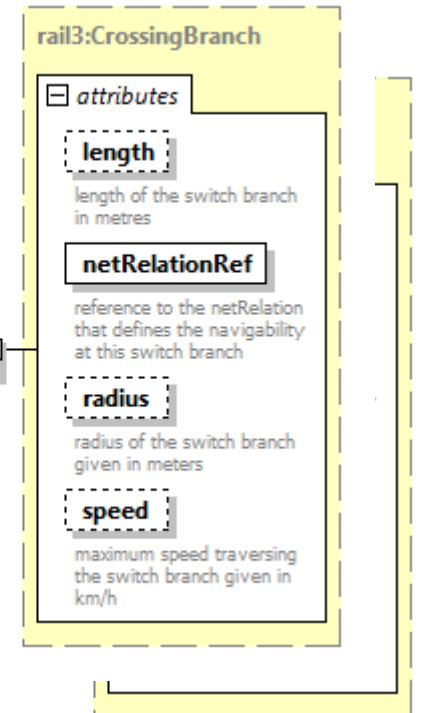 rail3:CrossingBranch
attributes
length
length of the switch branch
in metres
netRelationRef
reference to the netRelation
that defines the navigability
at this switch branch
radius
radius of the switch branch
given in meters
speed
maximum speed traversing
the switch branch given in
km/h